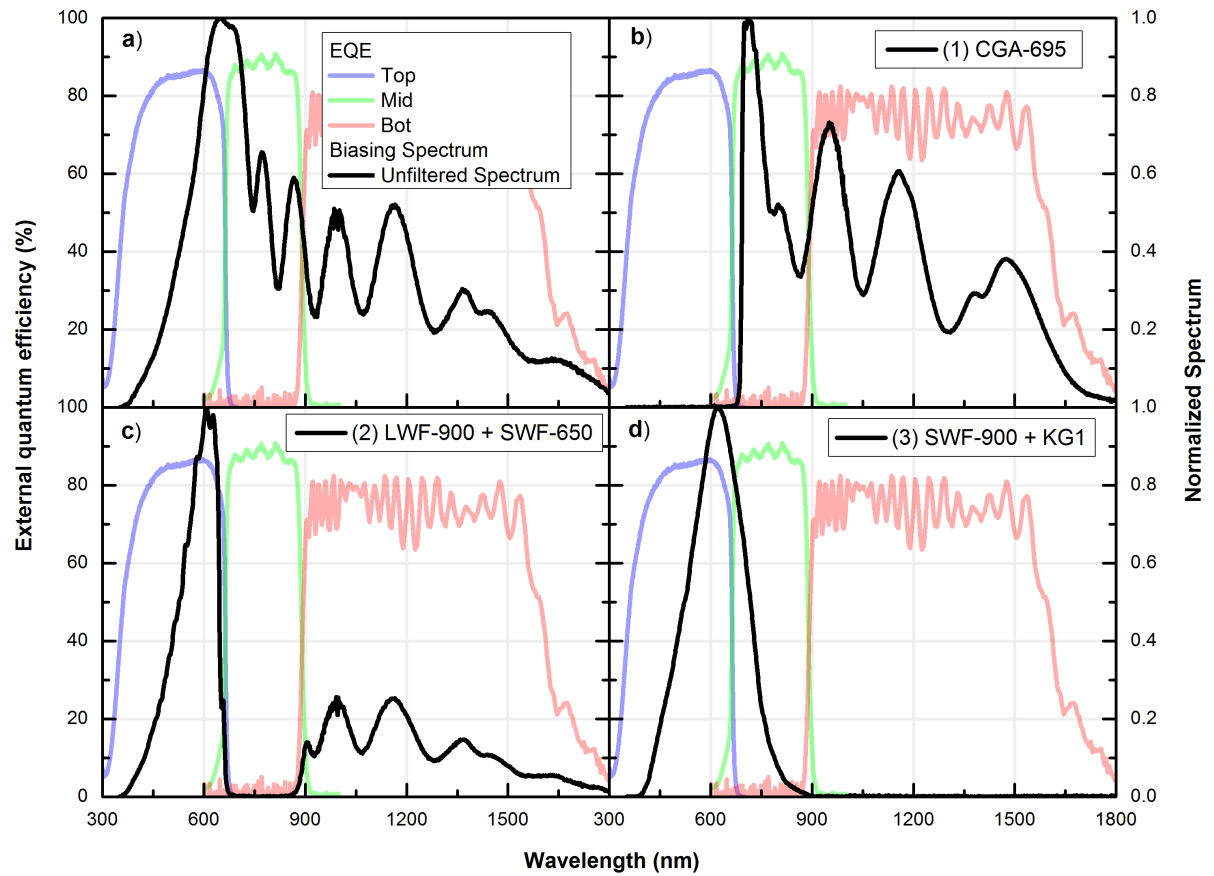 a)
EQE
Top
Mid
Bot
Biasing Spectrum
Unfiltered Spectrum
b)
(1) CGA-695
c)
(2) LWF-900 + SWF-650
d)
(3) SWF-900 + KG1
External quantum efficiency (%)
100
80
60
40
20
100
80
60
40
20
0
Normalized Spectrum
1.0
0.8
0.6
0.4
0.2
1.0
0.8
0.6
0.4
0.2
0.0
300
600
900
1200
1500
300
600
900
1200
1500
1800
Wavelength (nm)